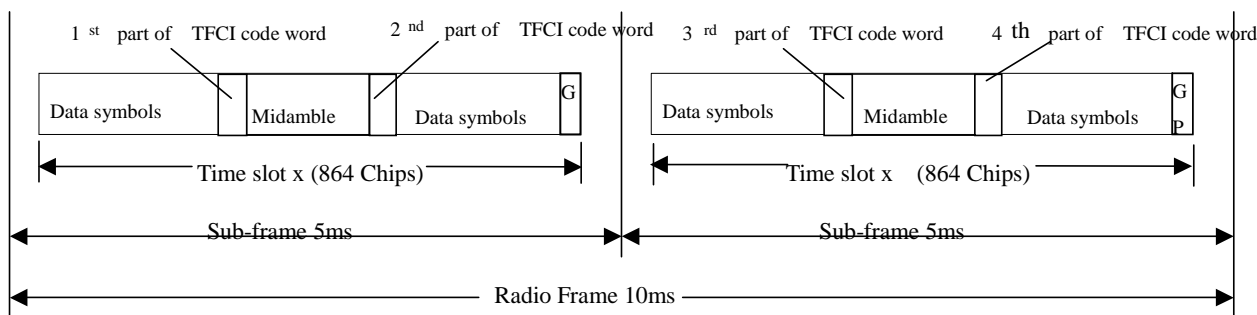 1 st part of TFCI code word
2 nd part of TFCI code word
3 rd part of TFCI code word
4 th part of TFCI code word
Data symbols
Midamble
Data symbols
G
Data symbols
Midamble
Data symbols
G
P
Time slot x (864 Chips)
Time slot x (864 Chips)
Sub-frame 5ms
Sub-frame 5ms
Radio Frame 10ms